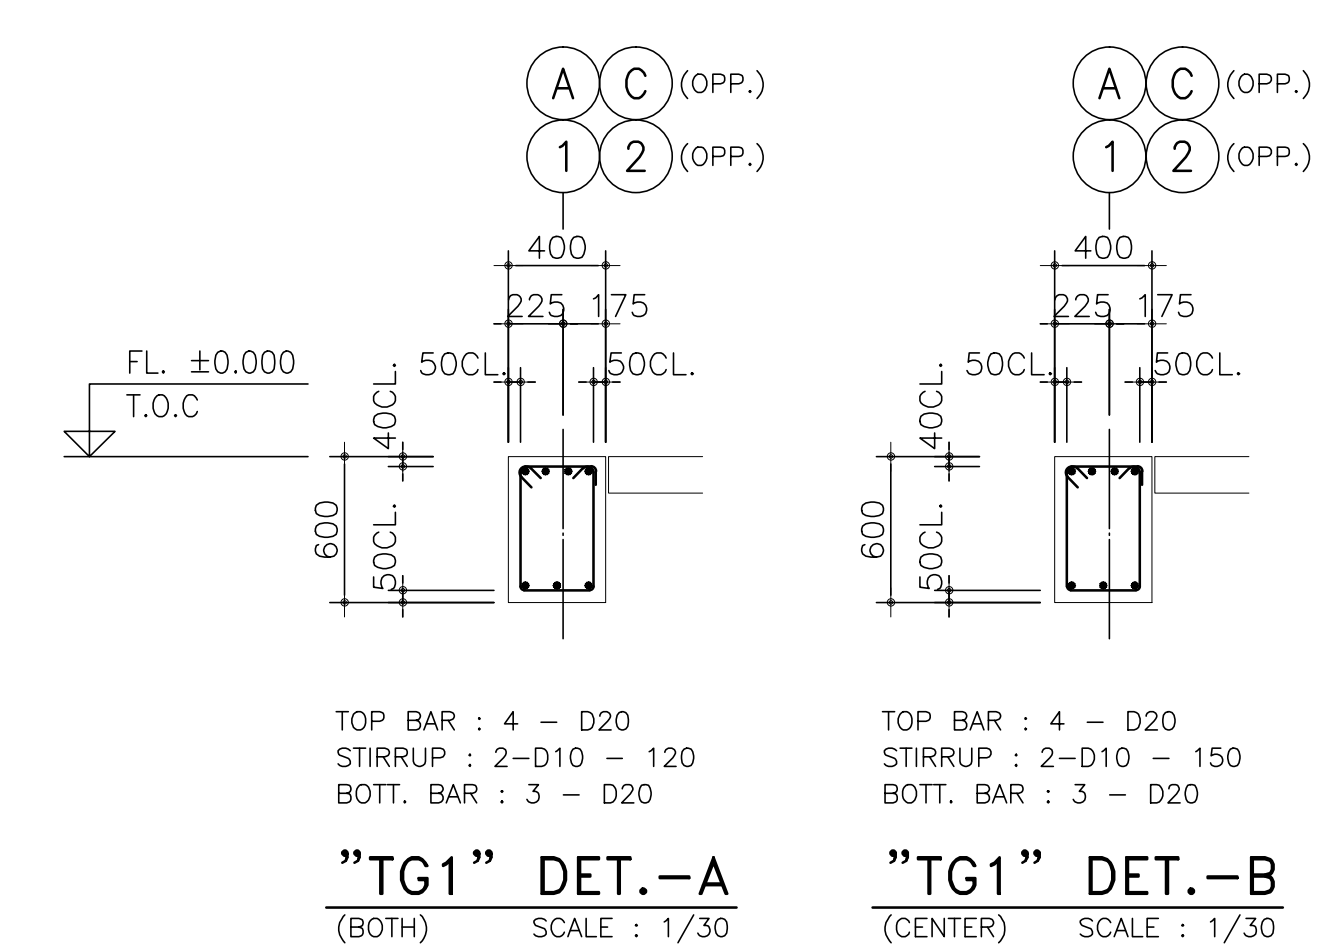 A C (OPP.)
1 2 (OPP.)
400
225 175
50CL. 50CL.
FL. ±0.000
T.O.C
40CL.
600
50CL.
TOP BAR : 4 – D20
STIRRUP : 2–D10 – 120
BOTT. BAR : 3 – D20
"TG1" DET.–A
(BOTH) SCALE : 1/30
A C (OPP.)
1 2 (OPP.)
400
225 175
50CL. 50CL.
40CL.
600
50CL.
TOP BAR : 4 – D20
STIRRUP : 2–D10 – 150
BOTT. BAR : 3 – D20
"TG1" DET.–B
(CENTER) SCALE : 1/30